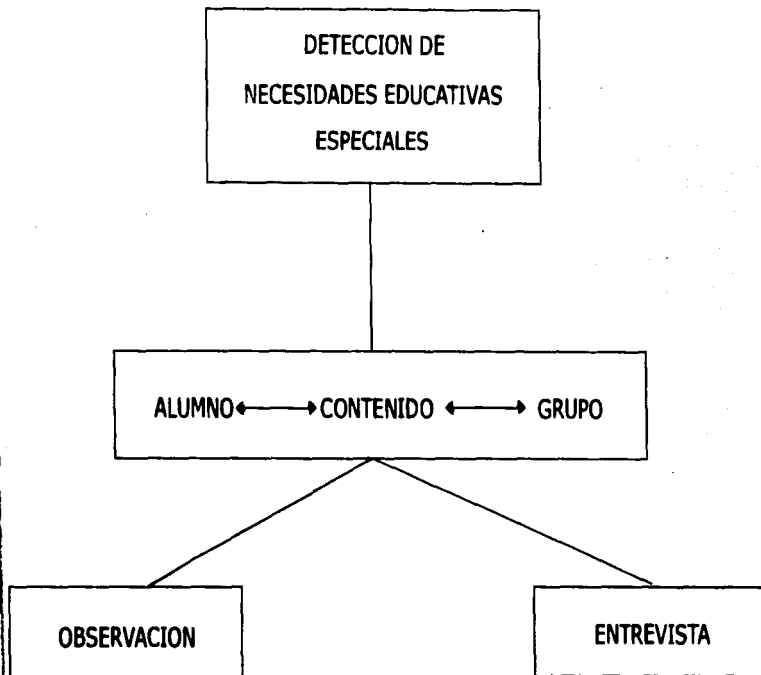 DETECCION DE
NECESIDADES EDUCATIVAS
ESPECIALES
ALUMNO ↔ CONTENIDO ↔ GRUPO
OBSERVACION
ENTREVISTA